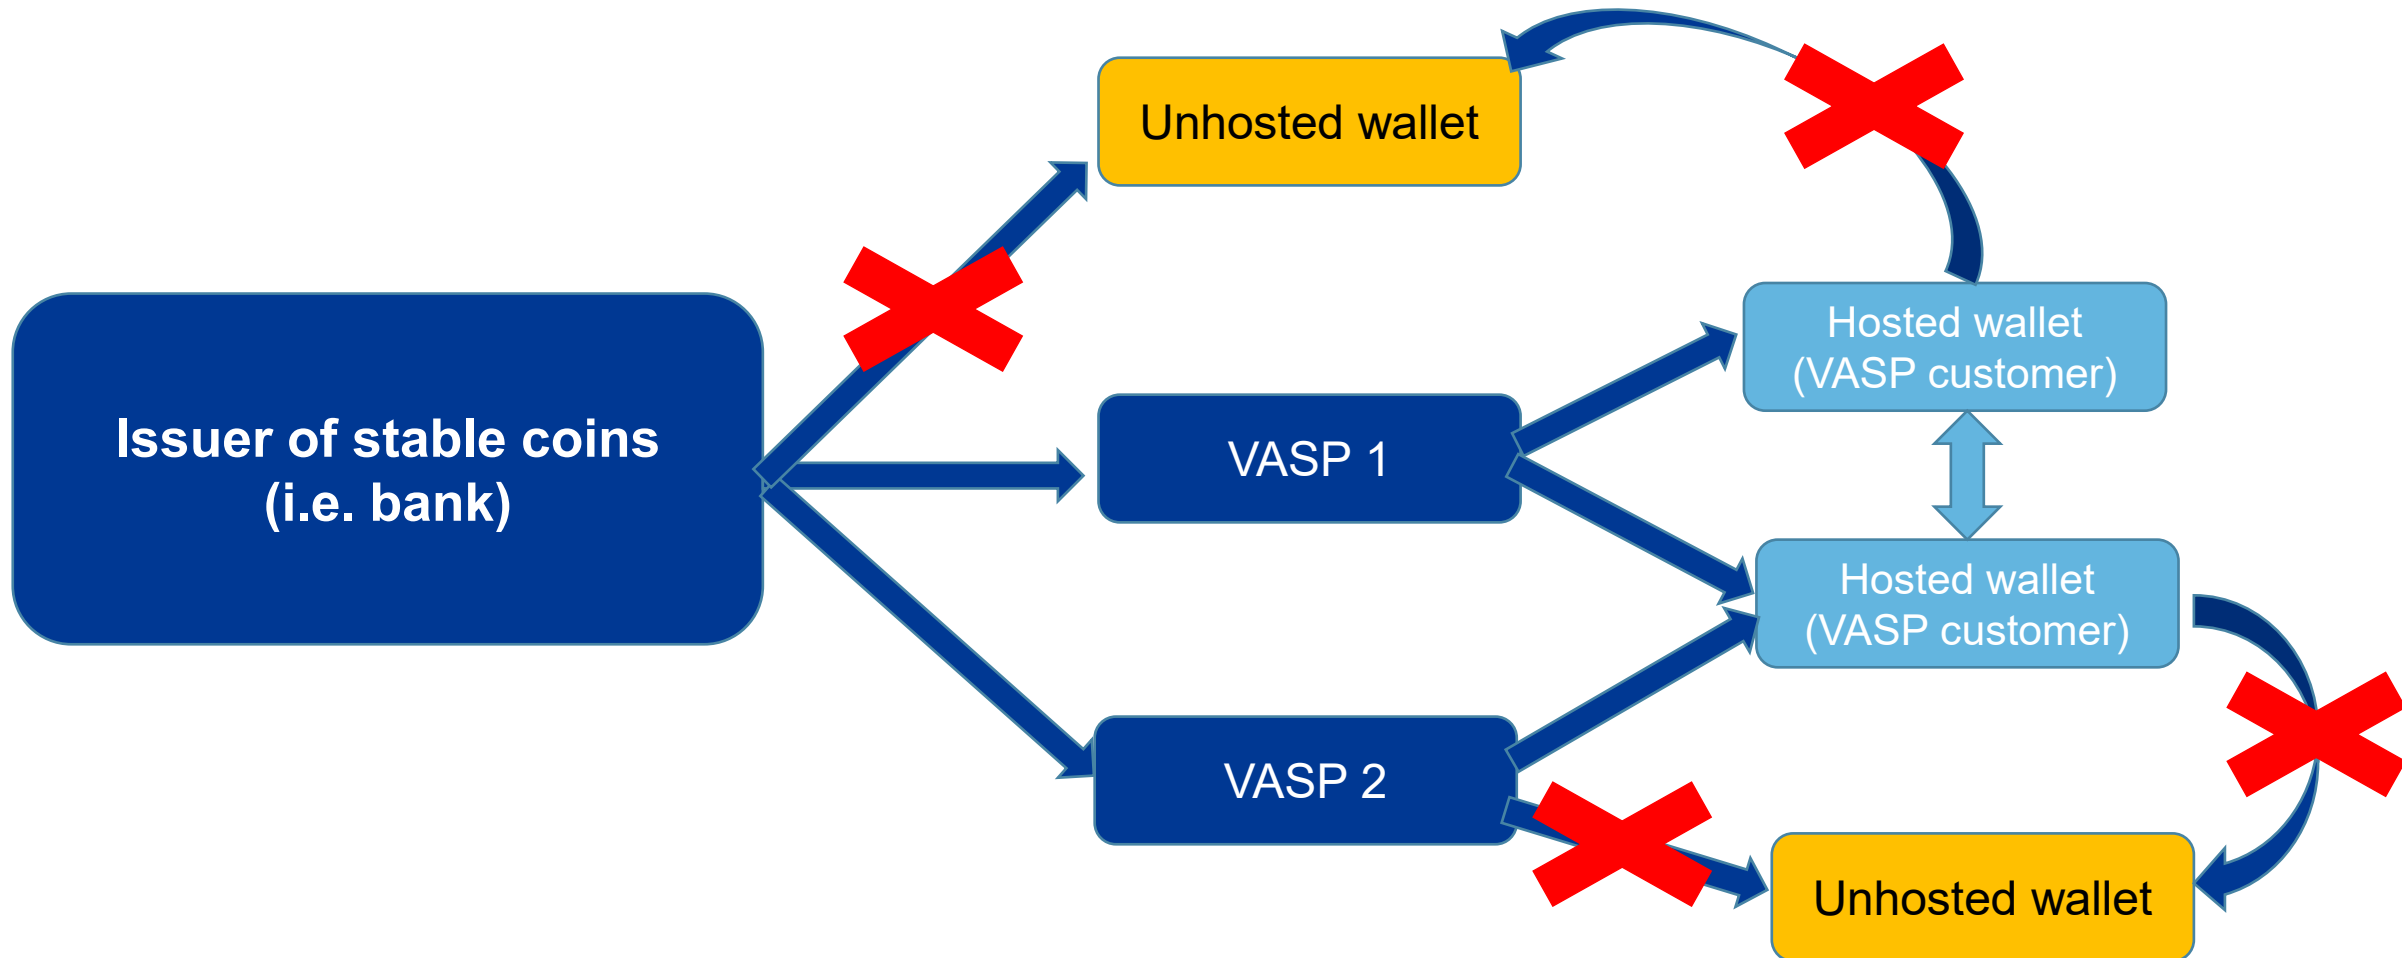 Unhosted wallet
Issuer of stable coins
(i.e. bank)
VASP 1
Hosted wallet
(VASP customer)
Hosted wallet
(VASP customer)
VASP 2
Unhosted wallet